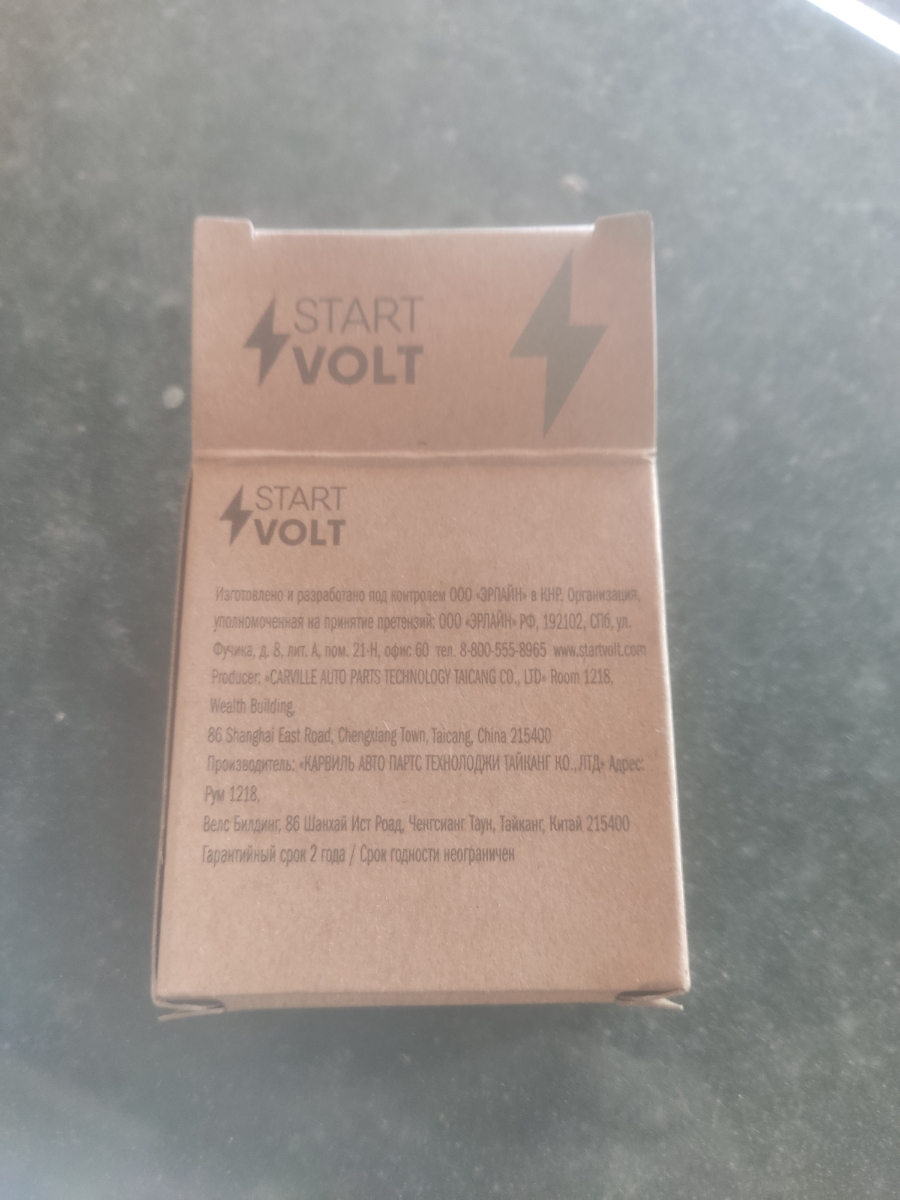 START
VOLT
START
VOLT
Изготовлено и разработано под контролем ООО «ЭРЛАЙН» в КНР. Организация,
уполномоченная на принятие претензий: ООО «ЭРЛАЙН» РФ, 192102, СПб, ул.
Фучика, д. 8, лит. А, пом. 21-Н, офис 60 тел. 8-800-555-8965 www.startvolt.com
Producer: «CARVILLE AUTO PARTS TECHNOLOGY TAICANG CO., LTD» Room 1218,
Wealth Building,
86 Shanghai East Road, Chengxiang Town, Taicang, China 215400
Производитель: «КАРВИЛЬ АВТО ПАРТС ТЕХНОЛОДЖИ ТАЙКАНГ КО., ЛТД» Адрес:
Рум 1218,
Велс Билдинг, 86 Шанхай Ист Роад, Ченгсианг Таун, Тайканг, Китай 215400
Гарантийный срок 2 года / Срок годности неограничен